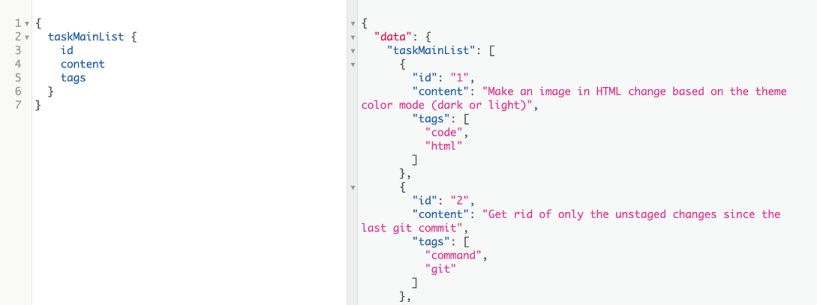 1 {
2 taskMainList {
3 id
4 content
5 tags
6 }
7 }
{
"data": {
"taskMainList": [
{
"id": "1",
"content": "Make an image in HTML change based on the theme
color mode (dark or light)",
"tags": [
"code",
"html"
]
},
{
"id": "2",
"content": "Get rid of only the unstaged changes since the
last git commit",
"tags": [
"command",
"git"
]
},